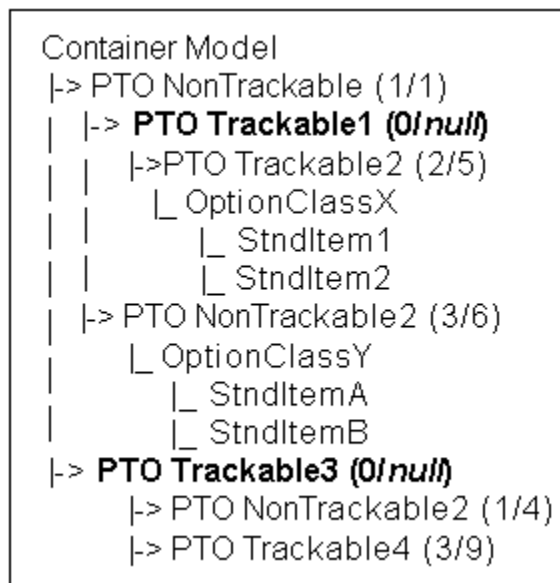 Container Model
|-> PTO NonTrackable (1/1)
|-> PTO Trackable1 (0/null)
|->PTO Trackable2 (2/5)
|_ OptionClassX
|_ StndItem1
|_ StndItem2
|-> PTO NonTrackable2 (3/6)
|_ OptionClassY
|_ StndItemA
|_ StndItemB
|-> PTO Trackable3 (0/null)
|-> PTO NonTrackable2 (1/4)
|-> PTO Trackable4 (3/9)